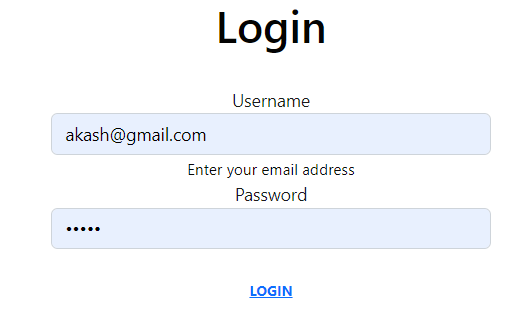 Login
Username
akash@gmail.com
Enter your email address
Password
•••••
LOGIN